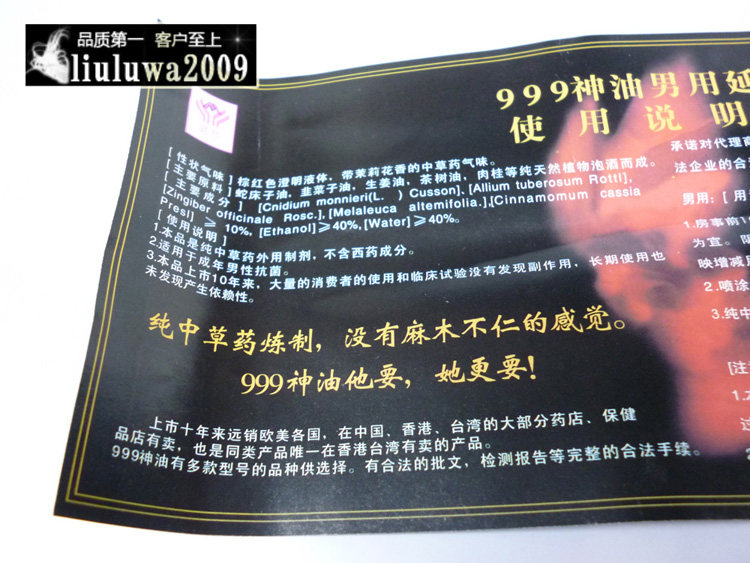 品质第一 客户至上
liuluwa2009
999神油男用延
使用说明
[ 性状气味 ] 棕红色澄明液体，带茉莉花香的中草药气味。
[ 主要原料 ] 蛇床子油，韭菜子油，生姜油，茶树油，肉桂等纯天然植物泡酒而成。
[ 主要成分 ] [Cnidium monnieri(L. ) Cusson], [Allium tuberosum Rottl],
[Zingiber officinale Rosc.], [Melaleuca altemifolia.],[Cinnamomum cassia
Presl] ≥ 10%, [Ethanol]≥40%,[Water]≥40%。
[ 使用说明 ]
1.本品是纯中草药外用制剂，不含西药成分。
2.适用于成年男性抗菌。
3.本品上市10年来，大量的消费者的使用和临床试验没有发现副作用，长期使用也
未发现产生依赖性。
纯中草药炼制，没有麻木不仁的感觉。
999神油他要，她更要！
上市十年来远销欧美各国，在中国、香港、台湾的大部分药店、保健
品店有卖，也是同类产品唯一在香港台湾有卖的产品。
999神油有多款型号的品种供选择。有合法的批文，检测报告等完整的合法手续。
承诺对代理商
法企业的合
男用：[ 用
1.房事前1
为宜。
映增减
2.喷涂
3.纯中
[注
1.
2